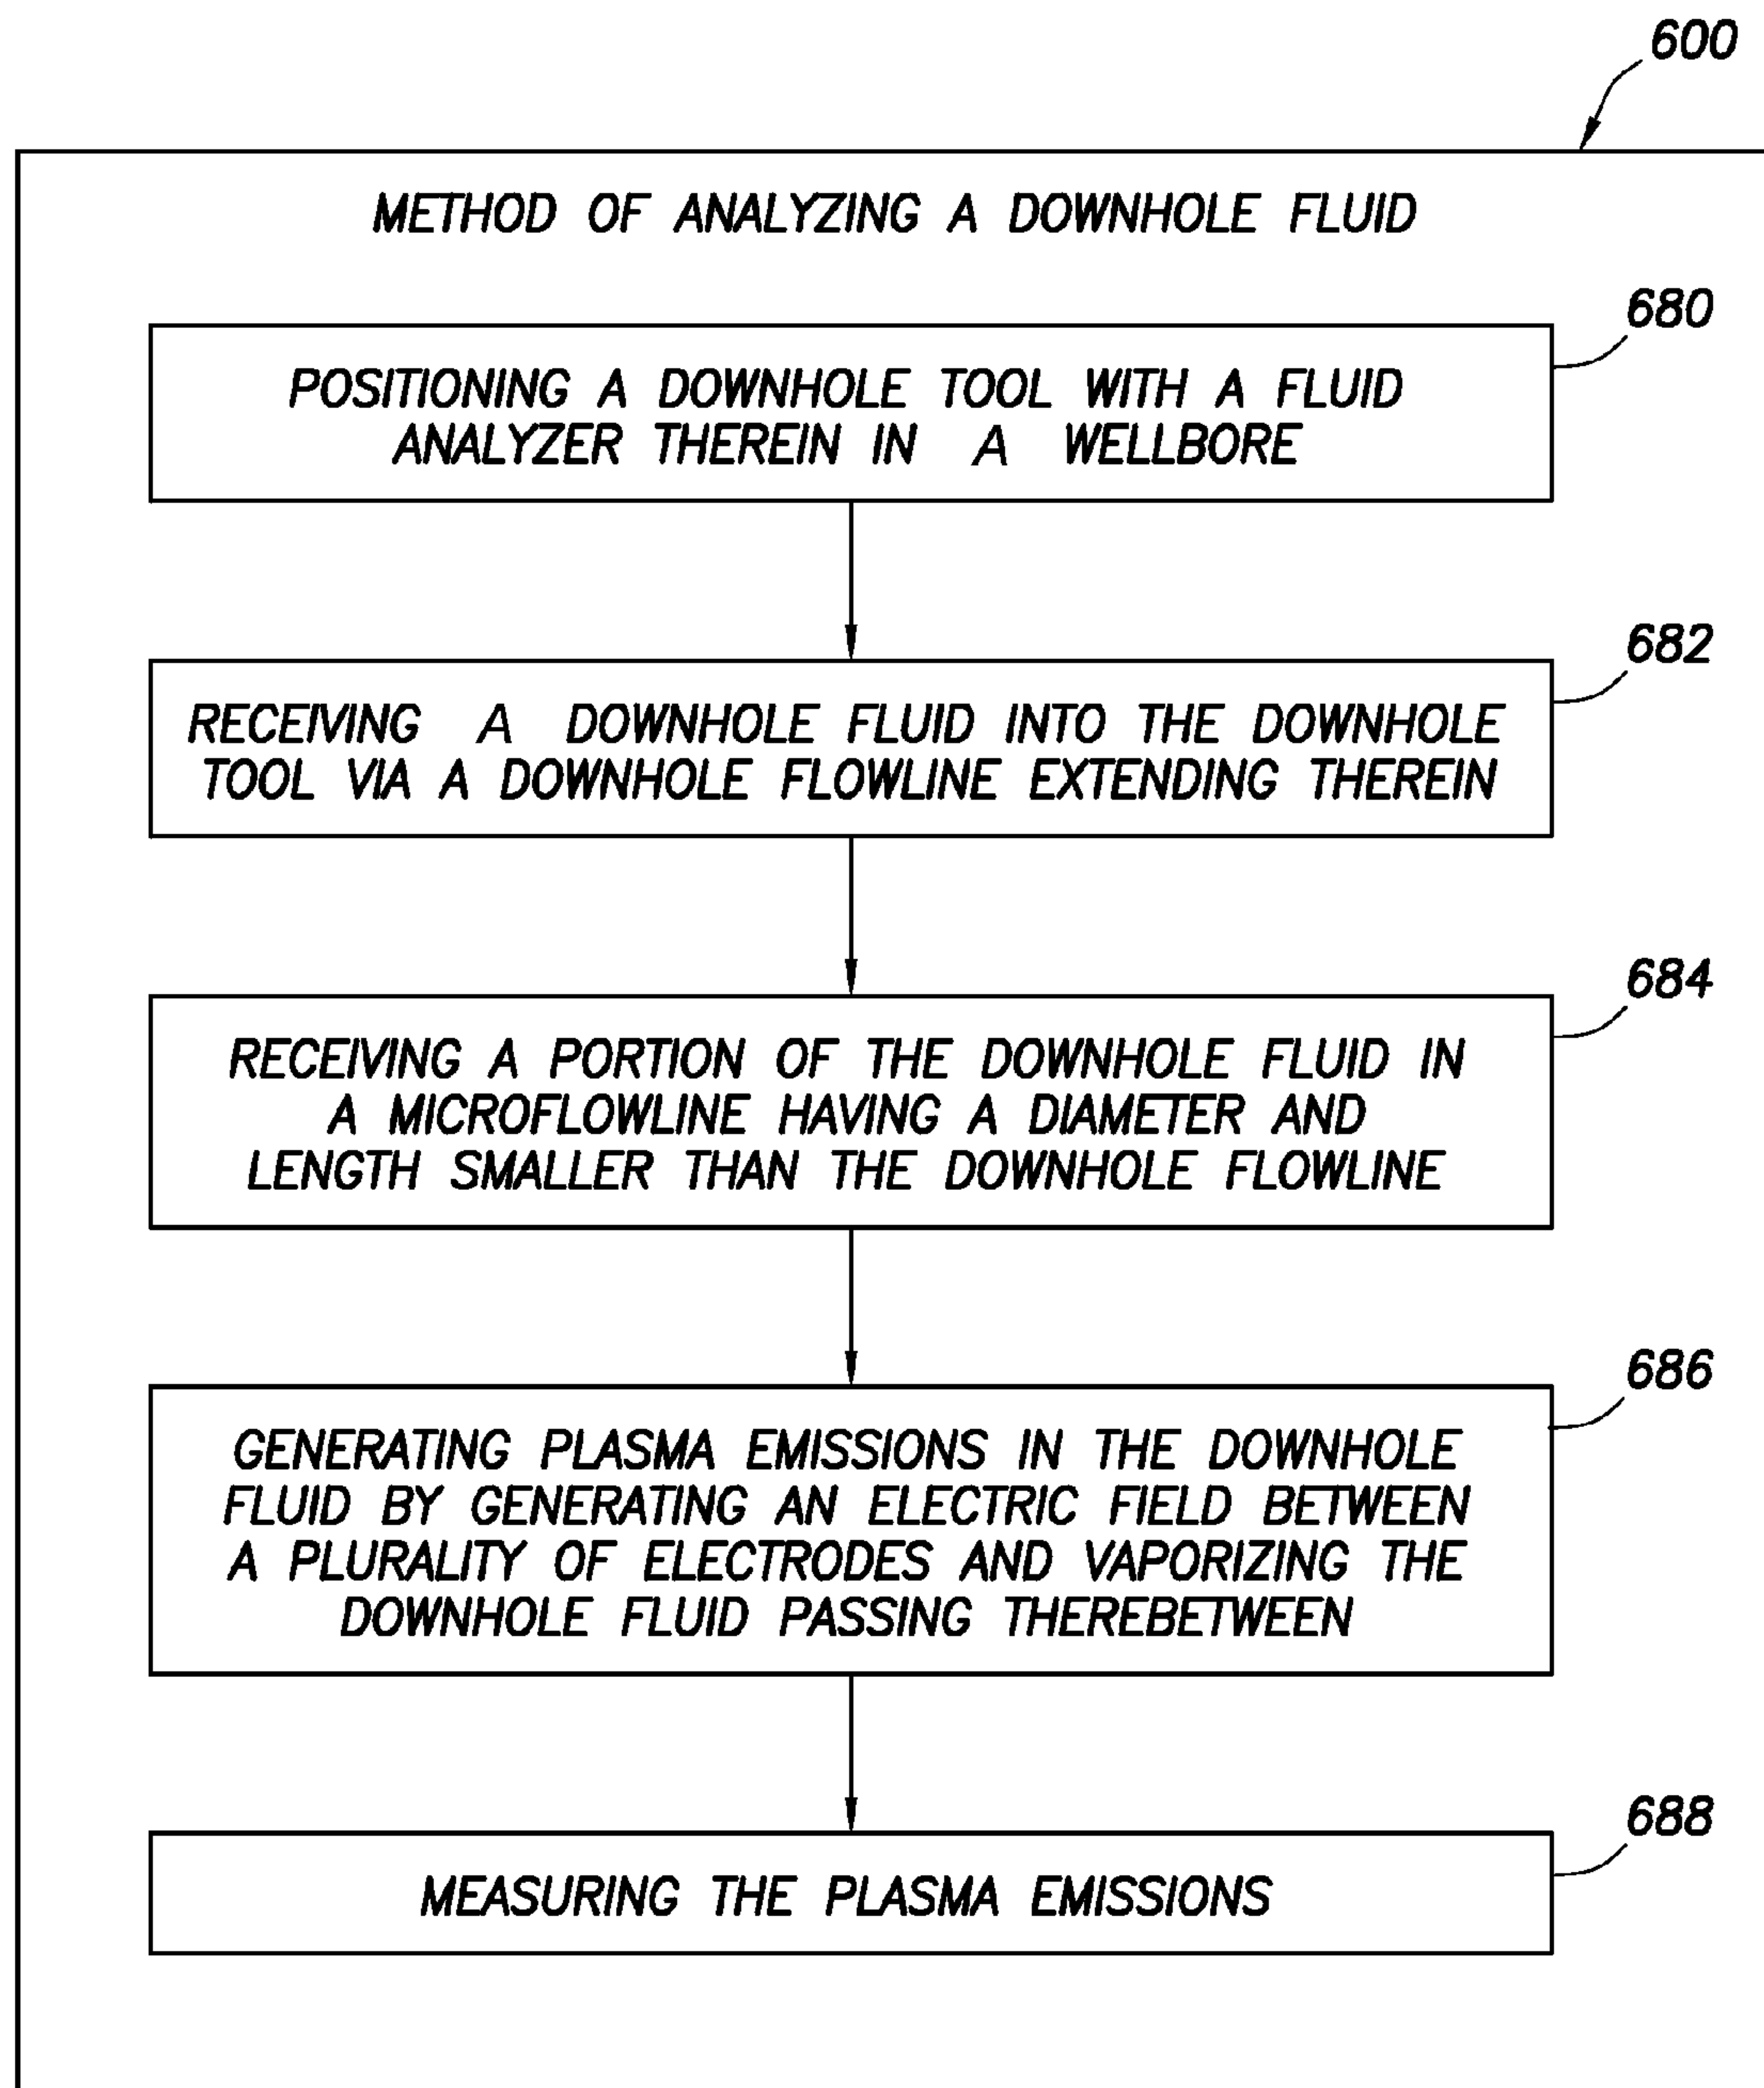 600
METHOD OF ANALYZING A DOWNHOLE FLUID
680
POSITIONING A DOWNHOLE TOOL WITH A FLUID
ANALYZER THEREIN IN A WELLBORE
682
RECEIVING A DOWNHOLE FLUID INTO THE DOWNHOLE
TOOL VIA A DOWNHOLE FLOWLINE EXTENDING THEREIN
684
RECEIVING A PORTION OF THE DOWNHOLE FLUID IN
A MICROFLOWLINE HAVING A DIAMETER AND
LENGTH SMALLER THAN THE DOWNHOLE FLOWLINE
686
GENERATING PLASMA EMISSIONS IN THE DOWNHOLE
FLUID BY GENERATING AN ELECTRIC FIELD BETWEEN
A PLURALITY OF ELECTRODES AND VAPORIZING THE
DOWNHOLE FLUID PASSING THEREBETWEEN
688
MEASURING THE PLASMA EMISSIONS